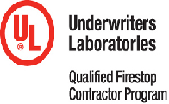 UL
®
Underwriters
Laboratories
Qualified Firestop
Contractor Program